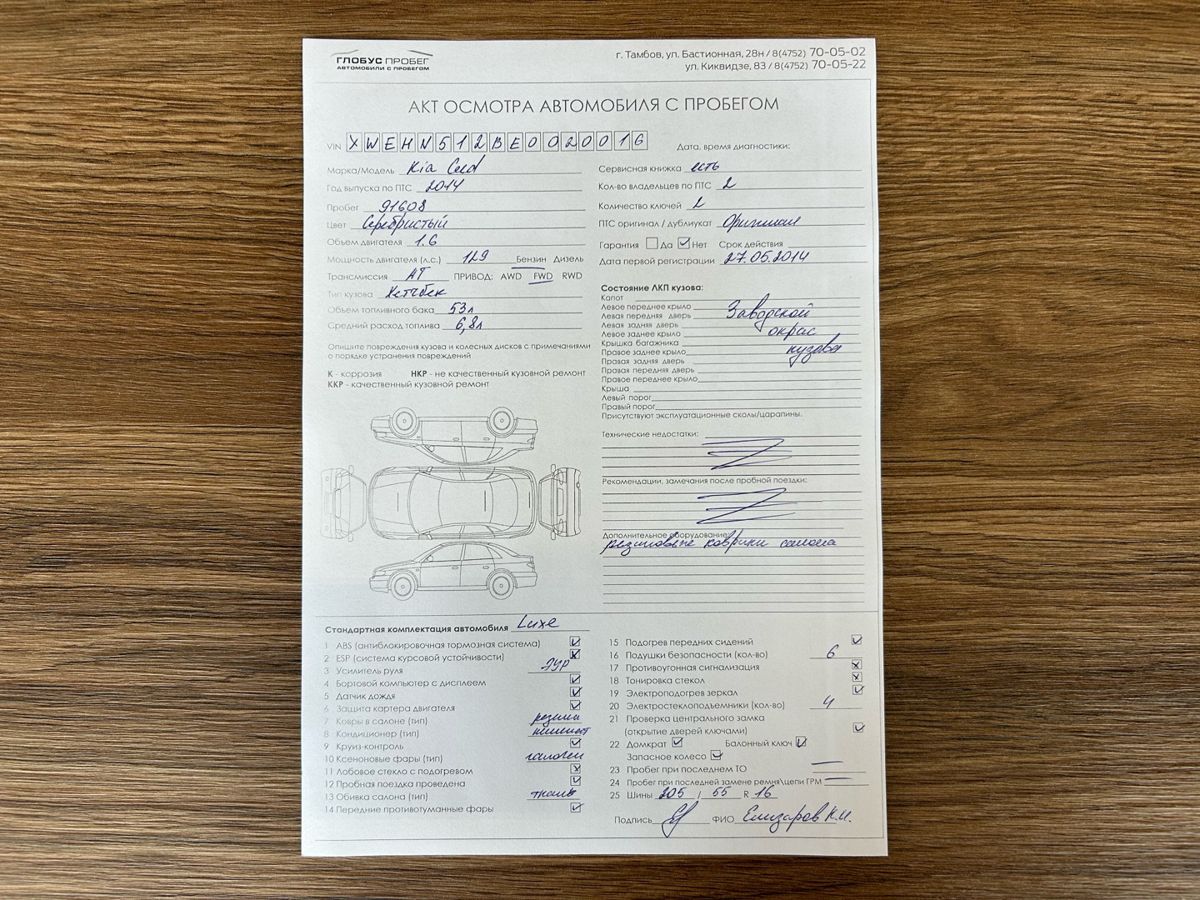 ГЛОБУС ПРОБЕГ
АВТОМОБИЛИ С ПРОБЕГОМ
г. Тамбов, ул. Бастионная, 28н / 8(4752) 70-05-02
ул. Киквидзе, 83 / 8(4752) 70-05-22
АКТ ОСМОТРА АВТОМОБИЛЯ С ПРОБЕГОМ
VIN XWEHN512BE0020016
Дата, время диагностики:
Марка/Модель Kia Ceed
Год выпуска по ПТС 2014
Пробег 91608
Цвет Серебристый
Объем двигателя 1.6
Мощность двигателя (л.с.) 129 Бензин Дизель
Трансмиссия АТ ПРИВОД: AWD FWD RWD
Тип кузова Хетчбек
Объем топливного бака 53л
Средний расход топлива 6,8л
Опишите повреждения кузова и колесных дисков с примечаниями
о порядке устранения повреждений
К - коррозия НКР - не качественный кузовной ремонт
ККР - качественный кузовной ремонт
Сервисная книжка есть
Кол-во владельцев по ПТС 2
Количество ключей 2
ПТС оригинал / дубликат Оригинал
Гарантия Да Нет Срок действия
Дата первой регистрации 27.05.2014
Состояние ЛКП кузова:
Капот
Левое переднее крыло
Левая передняя дверь
Левая задняя дверь
Левое заднее крыло
Крышка багажника
Правое заднее крыло
Правая задняя дверь
Правая передняя дверь
Правое переднее крыло
Крыша
Левый порог
Правый порог
Заводской
окрас
кузова
Присутствуют эксплуатационные сколы/царапины.
Технические недостатки:
Рекомендации, замечания после пробной поездки:
Дополнительное оборудование
резиновые коврики салона
Стандартная комплектация автомобиля Luxe
1 ABS (антиблокировочная тормозная система)
2 ESP (система курсовой устойчивости)
3 Усилитель руля ЭУР
4 Бортовой компьютер с дисплеем
5 Датчик дождя
6 Защита картера двигателя
7 Ковры в салоне (тип) резина
8 Кондиционер (тип) климат
9 Круиз-контроль
10 Ксеноновые фары (тип) галоген
11 Лобовое стекло с подогревом
12 Пробная поездка проведена
13 Обивка салона (тип) ткань
14 Передние противотуманные фары
15 Подогрев передних сидений
16 Подушки безопасности (кол-во) 6
17 Противоугонная сигнализация
18 Тонировка стекол
19 Электроподогрев зеркал
20 Электростеклоподъемники (кол-во) 4
21 Проверка центрального замка
(открытие дверей ключами)
22 Домкрат Балонный ключ
Запасное колесо
23 Пробег при последнем ТО
24 Пробег при последней замене ремня\цепи ГРМ
25 Шины 205 / 55 R 16
Подпись ФИО Елизаров К.И.